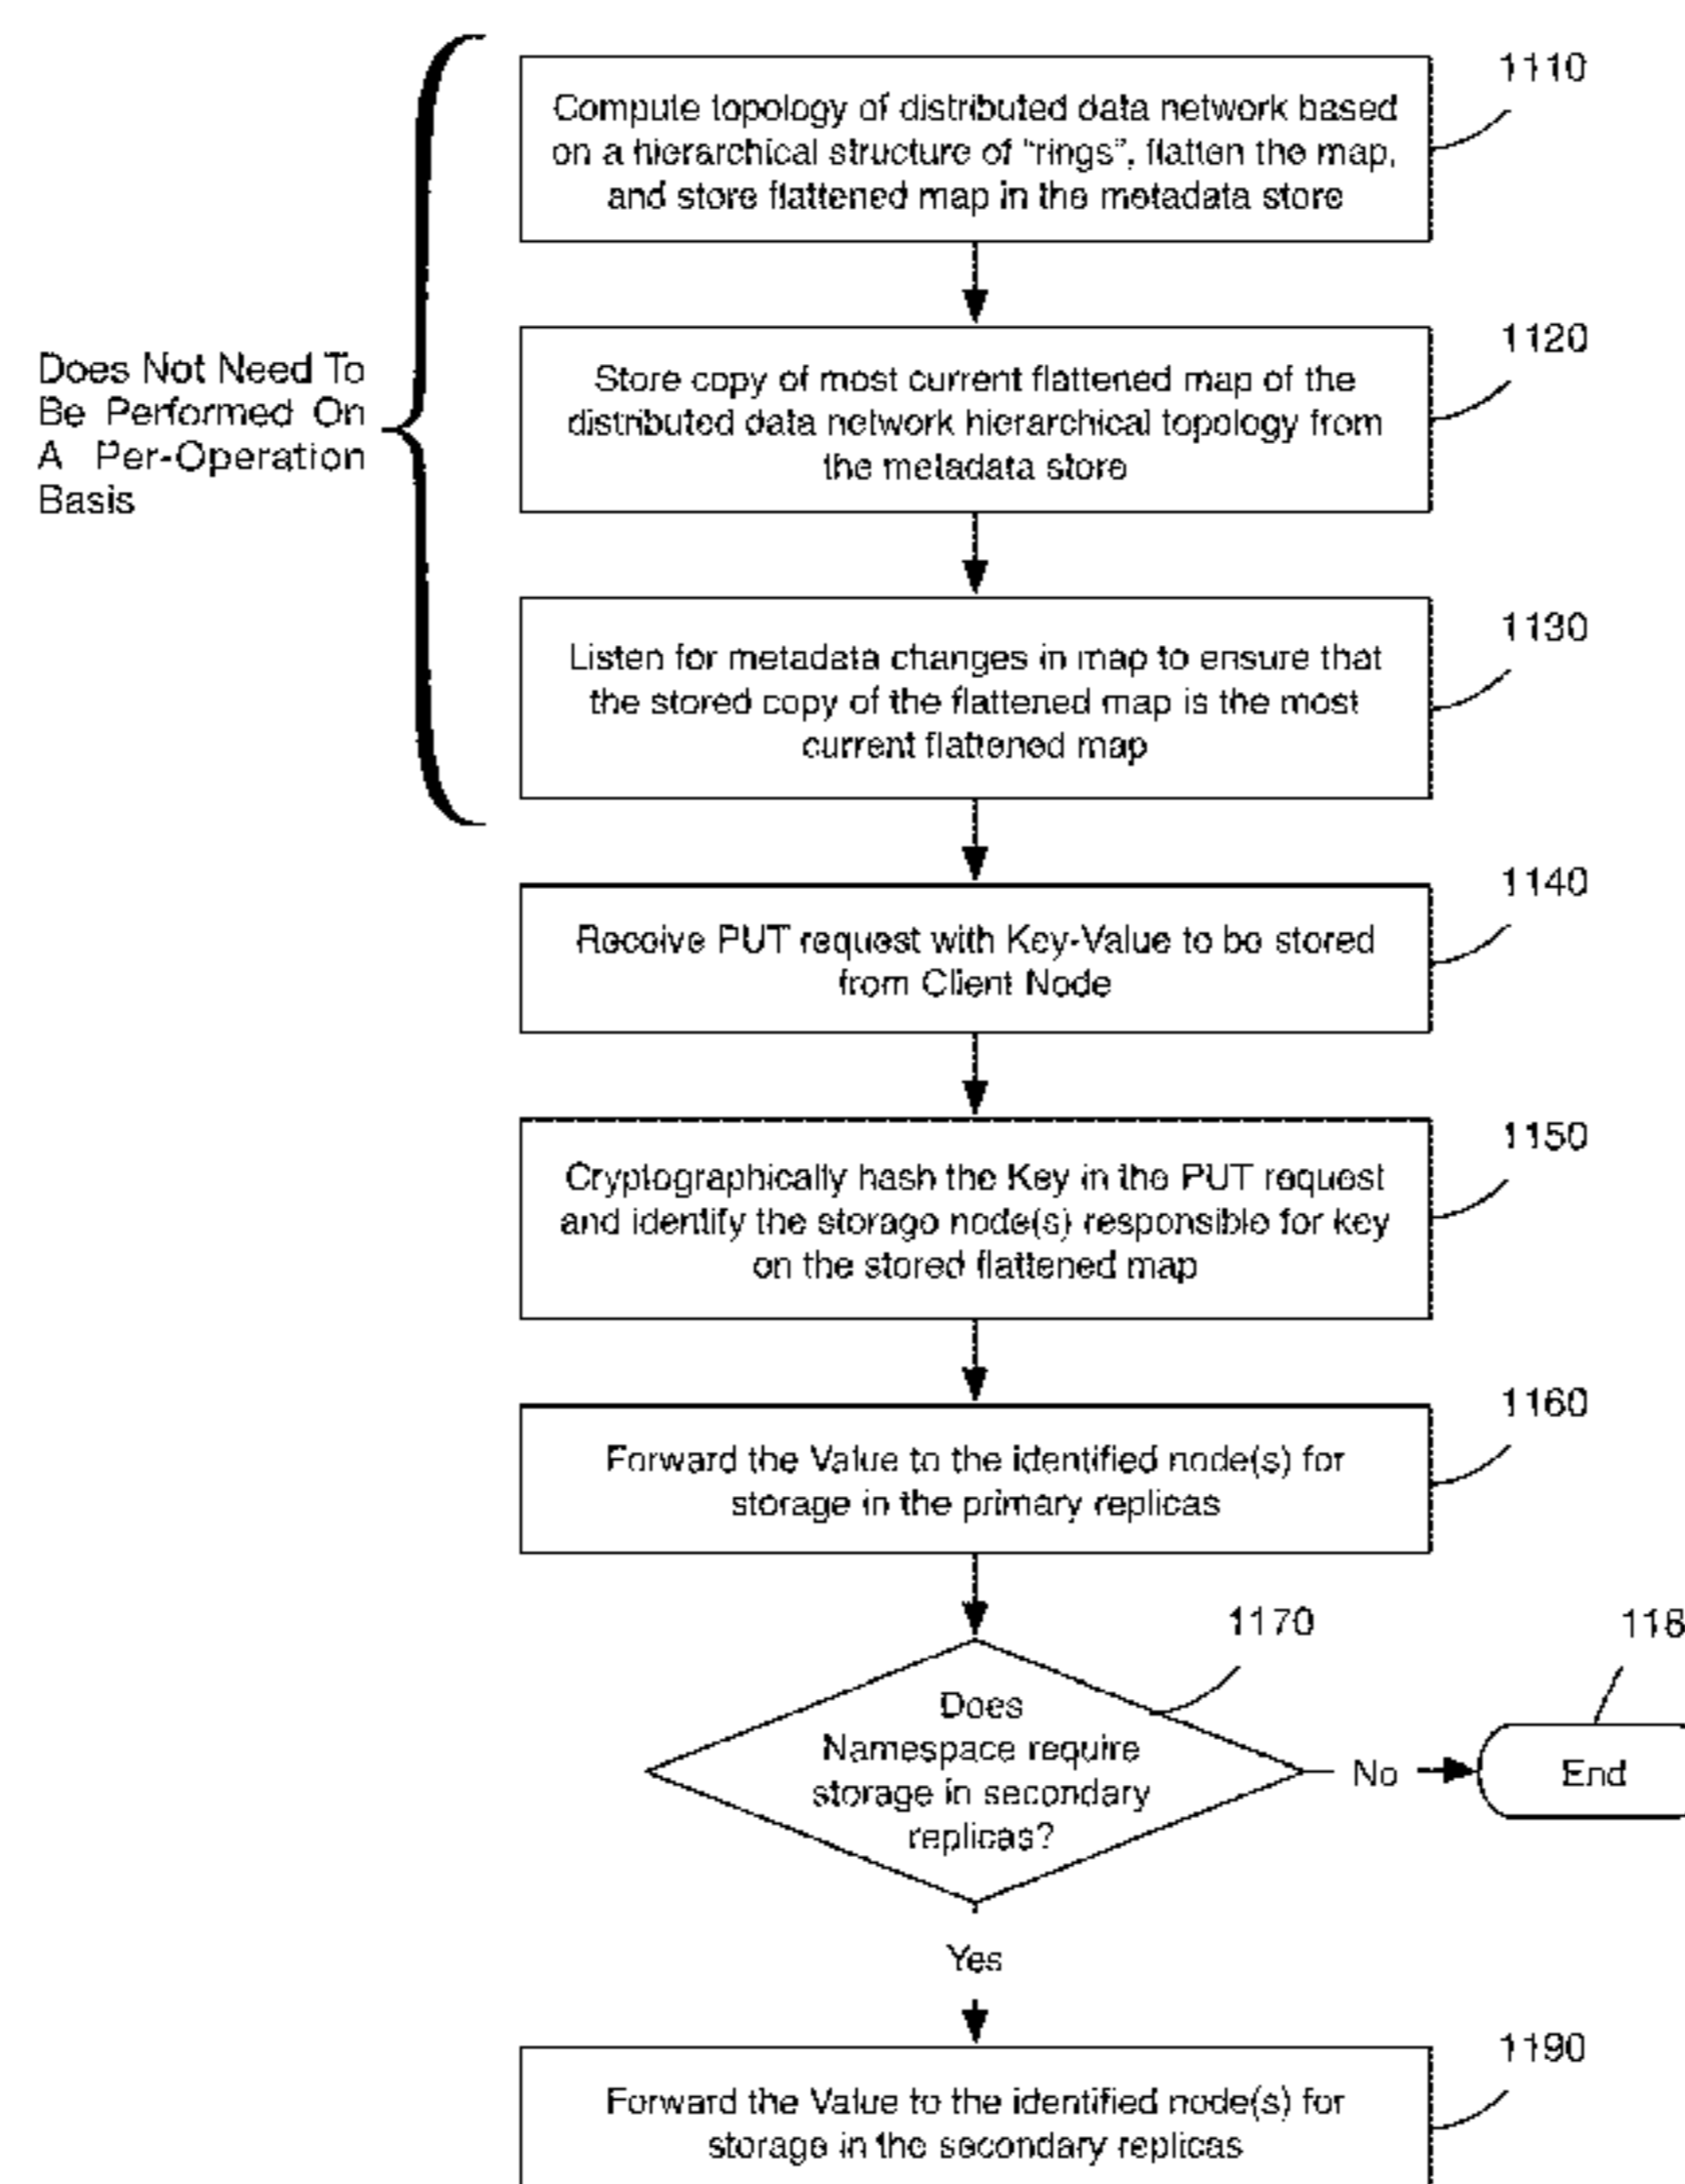 1110
Compute topology of distributed data network based
on a hierarchical structure of "rings", flatten the map,
and store flattened map in the metadata store
1120
Does Not Need To
Be Performed On
A Per-Operation
Basis
Store copy of most current flattened map of the
distributed data network hierarchical topology from
the metadata store
1130
Listen for metadata changes in map to ensure that
the stored copy of the flattened map is the most
current flattened map
1140
Receive PUT request with Key-Value to be stored
from Client Node
1150
Cryptographically hash the Key in the PUT request
and identify the storage node(s) responsible for key
on the stored flattened map
1160
Forward the Value to the identified node(s) for
storage in the primary replicas
1170
118
Does
Namespace require
storage in secondary
replicas?
No
End
Yes
1190
Forward the Value to the identified node(s) for
storage in the secondary replicas